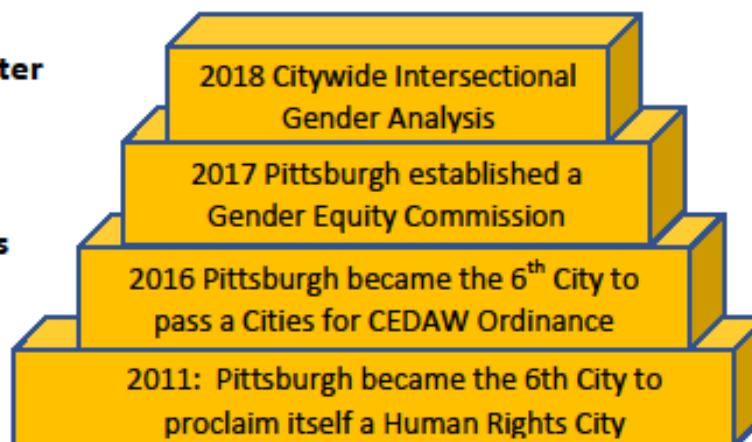 ter
2018 Citywide Intersectional
Gender Analysis
2017 Pittsburgh established a
Gender Equity Commission
s
2016 Pittsburgh became the 6th City to
pass a Cities for CEDAW Ordinance
2011: Pittsburgh became the 6th City to
proclaim itself a Human Rights City